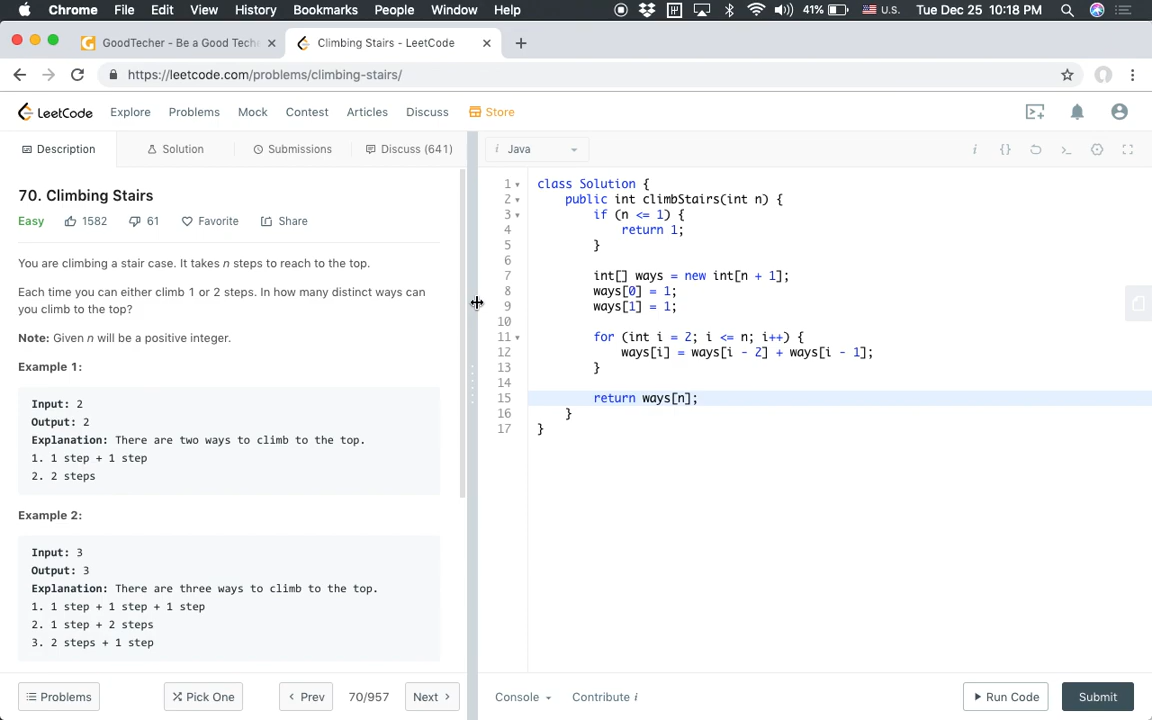 Chrome File Edit View History Bookmarks People Window Help 41% U.S. Tue Dec 25 10:18 PM
GoodTecher - Be a Good Teche
Climbing Stairs - LeetCode
https://leetcode.com/problems/climbing-stairs/
LeetCode Explore Problems Mock Contest Articles Discuss Store
Description Solution Submissions Discuss (641)
70. Climbing Stairs
Easy 1582 61 Favorite Share
You are climbing a stair case. It takes n steps to reach to the top.
Each time you can either climb 1 or 2 steps. In how many distinct ways can
you climb to the top?
Note: Given n will be a positive integer.
Example 1:
Input: 2
Output: 2
Explanation: There are two ways to climb to the top.
1. 1 step + 1 step
2. 2 steps
Example 2:
Input: 3
Output: 3
Explanation: There are three ways to climb to the top.
1. 1 step + 1 step + 1 step
2. 1 step + 2 steps
3. 2 steps + 1 step
Problems Pick One Prev 70/957 Next
i Java i {}
1 class Solution {
2 public int climbStairs(int n) {
3 if (n <= 1) {
4 return 1;
5 }
6
7 int[] ways = new int[n + 1];
8 ways[0] = 1;
9 ways[1] = 1;
10
11 for (int i = 2; i <= n; i++) {
12 ways[i] = ways[i - 2] + ways[i - 1];
13 }
14
15 return ways[n];
16 }
17 }
Console Contribute i Run Code Submit